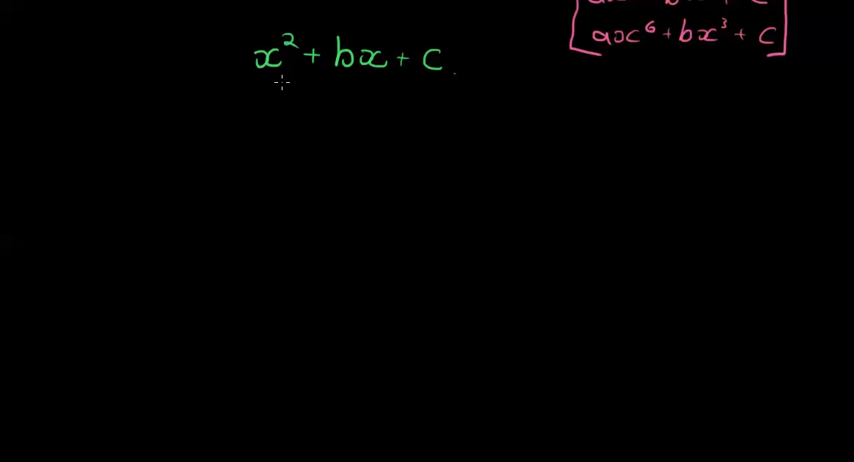 x² + bx + c
ax⁶ + bx³ + c